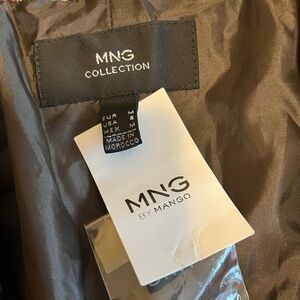 MNG
COLLECTION
EUR M
USA M
MEX M
MADE IN
MOROCCO
MNG
BY MANGO